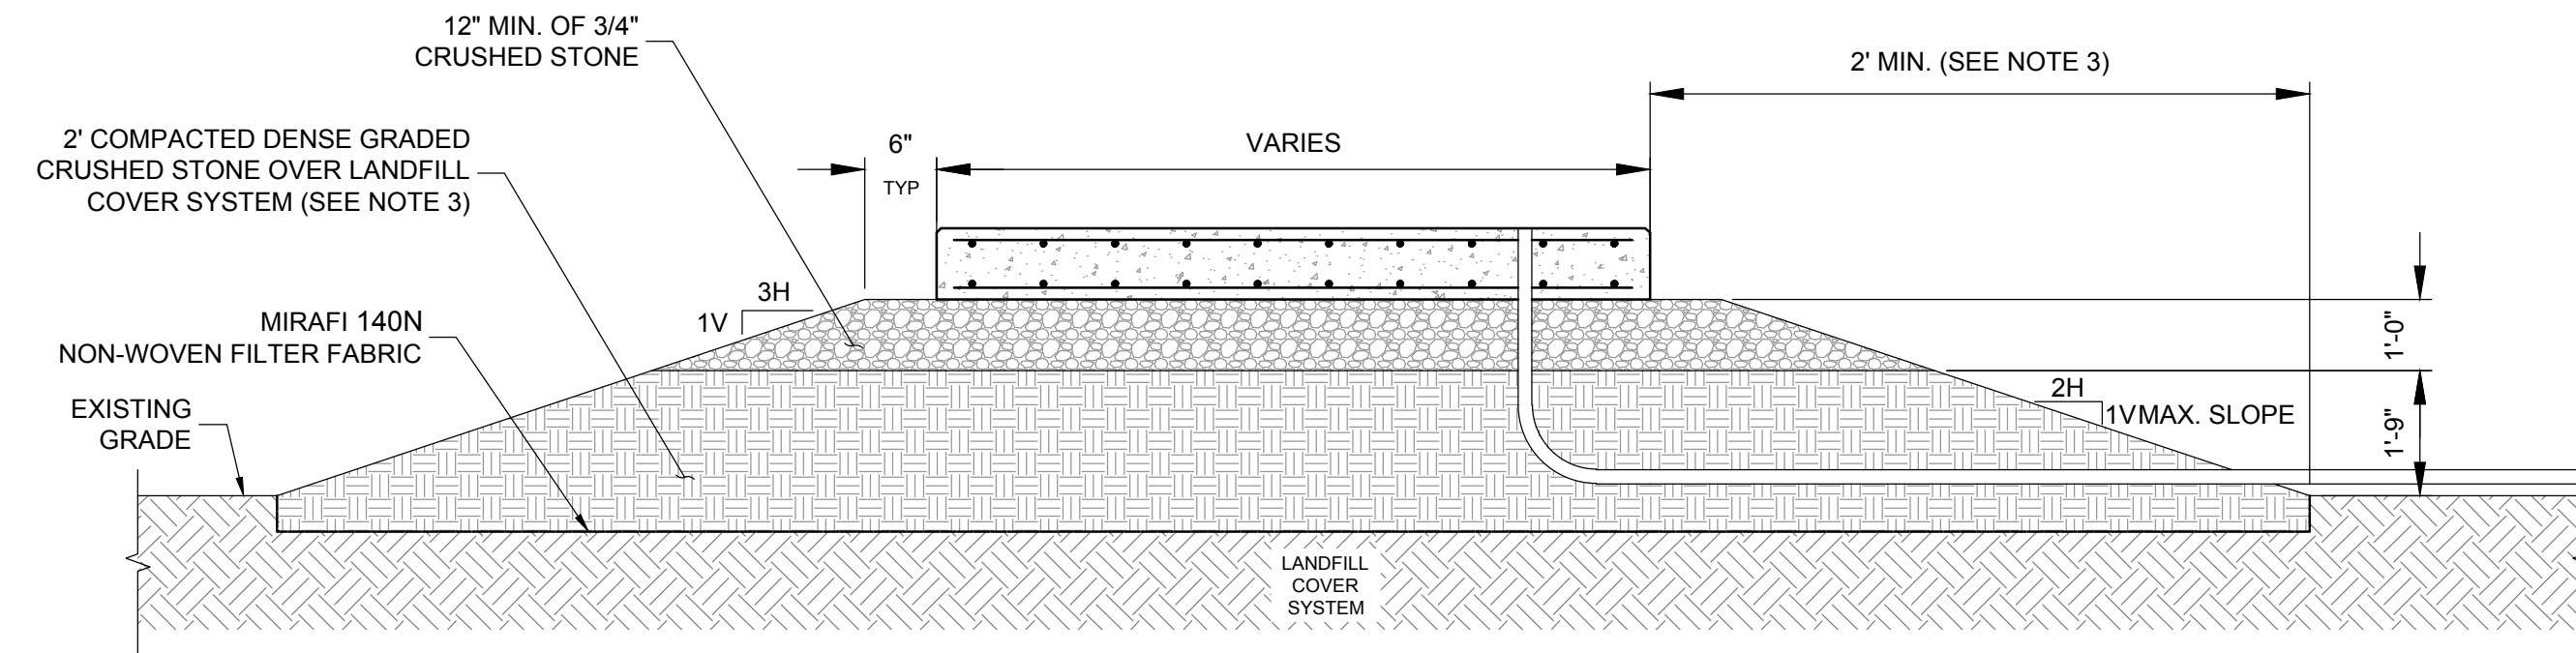 12" MIN. OF 3/4"
CRUSHED STONE
2' MIN. (SEE NOTE 3)
2' COMPACTED DENSE GRADED
CRUSHED STONE OVER LANDFILL
COVER SYSTEM (SEE NOTE 3)
6"
TYP
VARIES
3H
1V
MIRAFI 140N
NON-WOVEN FILTER FABRIC
1'-0"
EXISTING
GRADE
2H
1V MAX. SLOPE
1'-9"
LANDFILL
COVER
SYSTEM